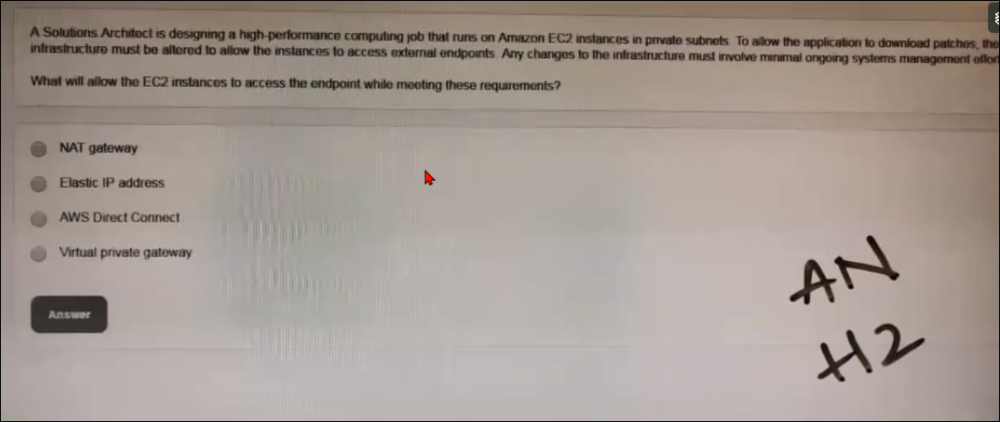 A Solutions Architect is designing a high-performance computing job that runs on Amazon EC2 instances in private subnets. To allow the application to download patches, the
infrastructure must be altered to allow the instances to access external endpoints. Any changes to the infrastructure must involve minimal ongoing systems management effort
What will allow the EC2 instances to access the endpoint while meeting these requirements?
NAT gateway
Elastic IP address
AWS Direct Connect
Virtual private gateway
Answer
AN
H2